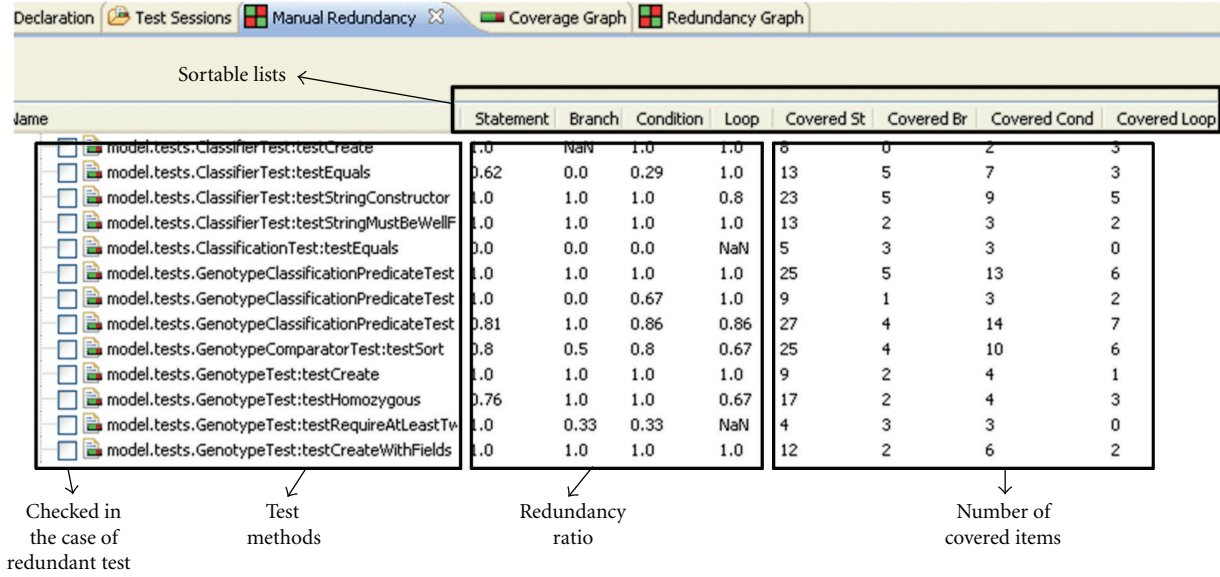 Declaration Test Sessions Manual Redundancy Coverage Graph Redundancy Graph
Sortable lists
Name Statement Branch Condition Loop Covered St Covered Br Covered Cond Covered Loop
model.tests.ClassifierTest:testCreate 1.0 NaN 1.0 1.0 8 0 2 3
model.tests.ClassifierTest:testEquals 0.62 0.0 0.29 1.0 13 5 7 3
model.tests.ClassifierTest:testStringConstructor 1.0 1.0 1.0 0.8 23 5 9 5
model.tests.ClassifierTest:testStringMustBeWellF 1.0 1.0 1.0 1.0 13 2 3 2
model.tests.ClassificationTest:testEquals 0.0 0.0 0.0 NaN 5 3 3 0
model.tests.GenotypeClassificationPredicateTest 1.0 1.0 1.0 1.0 25 5 13 6
model.tests.GenotypeClassificationPredicateTest 1.0 0.0 0.67 1.0 9 1 3 2
model.tests.GenotypeClassificationPredicateTest 0.81 1.0 0.86 0.86 27 4 14 7
model.tests.GenotypeComparatorTest:testSort 0.8 0.5 0.8 0.67 25 4 10 6
model.tests.GenotypeTest:testCreate 1.0 1.0 1.0 1.0 9 2 4 1
model.tests.GenotypeTest:testHomozygous 0.76 1.0 1.0 0.67 17 2 4 3
model.tests.GenotypeTest:testRequireAtLeastTw 1.0 0.33 0.33 NaN 4 3 3 0
model.tests.GenotypeTest:testCreateWithFields 1.0 1.0 1.0 1.0 12 2 6 2
Checked in
the case of
redundant test
Test
methods
Redundancy
ratio
Number of
covered items